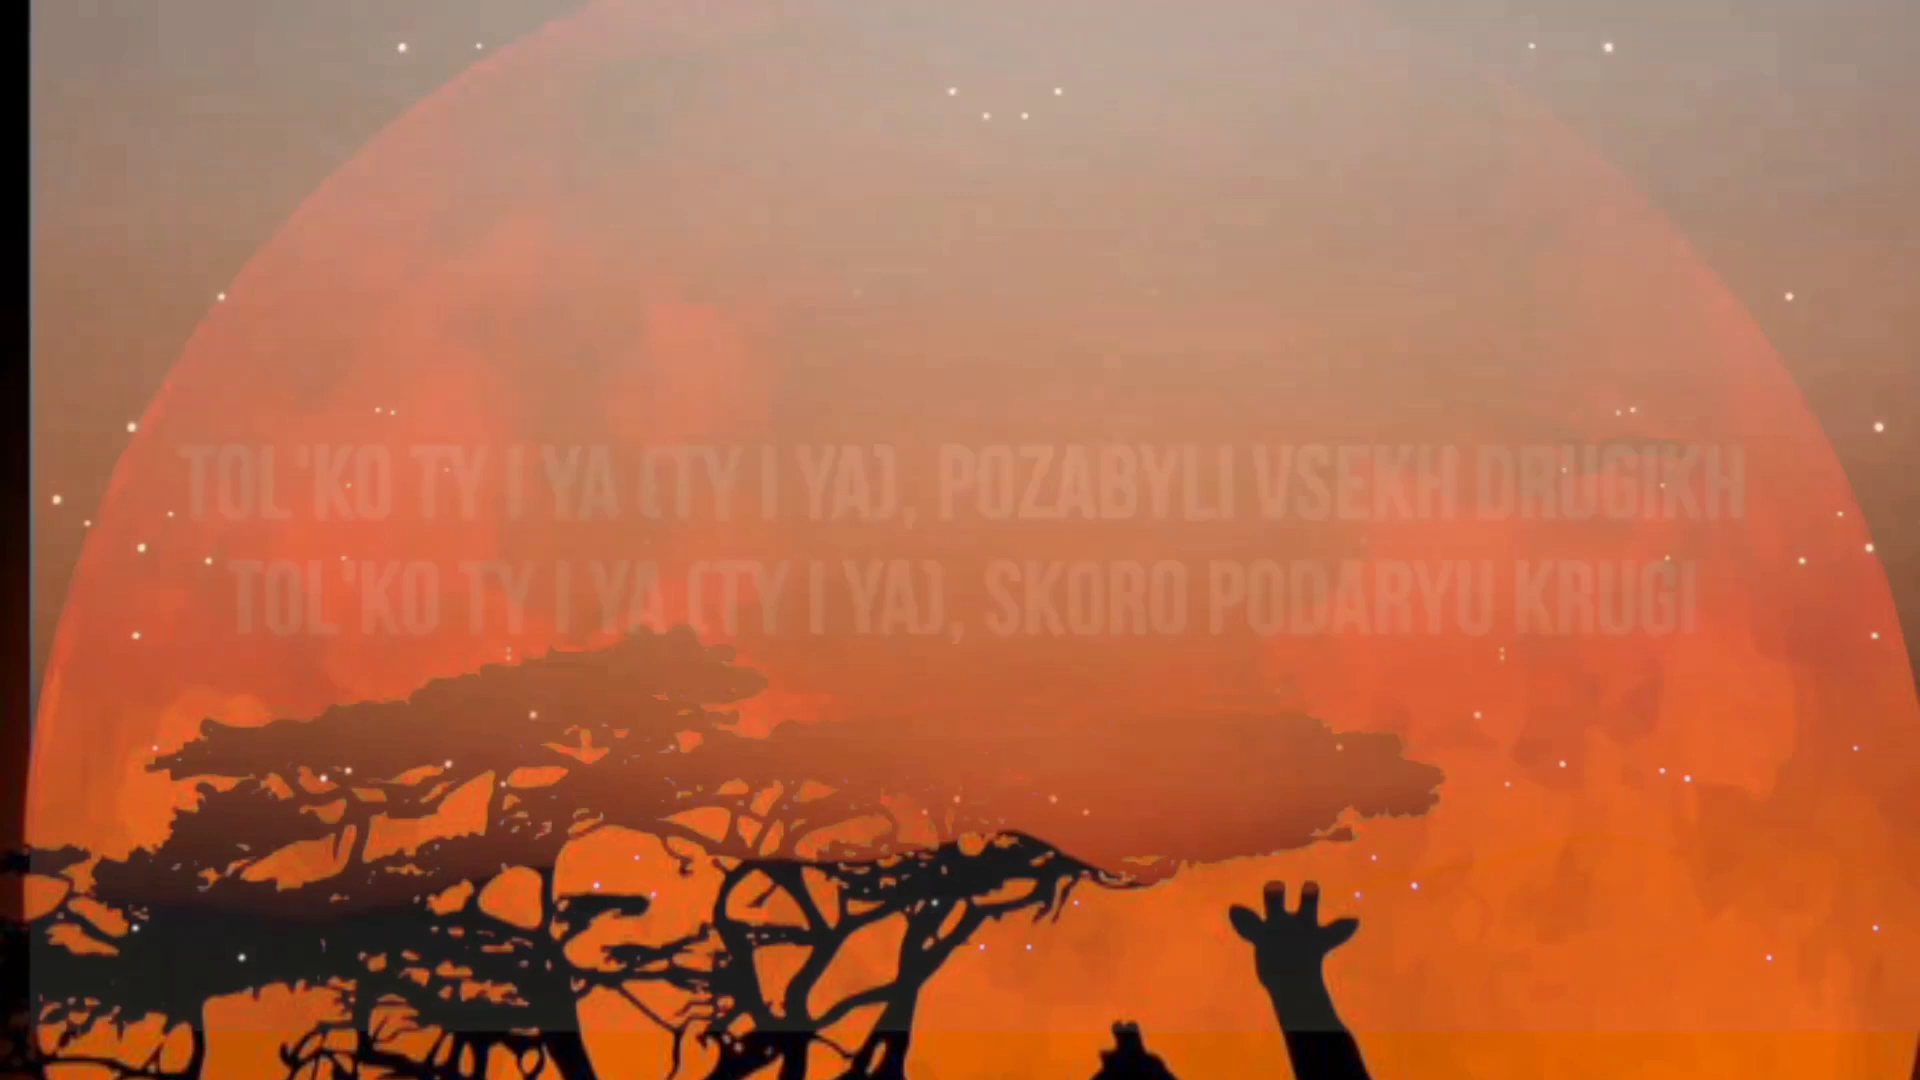 TOL'KO TY I YA (TY I YA), POZABYLI VSEKH DRUGIKH
TOL'KO TY I YA (TY I YA), SKORO PODARYU KRUGI